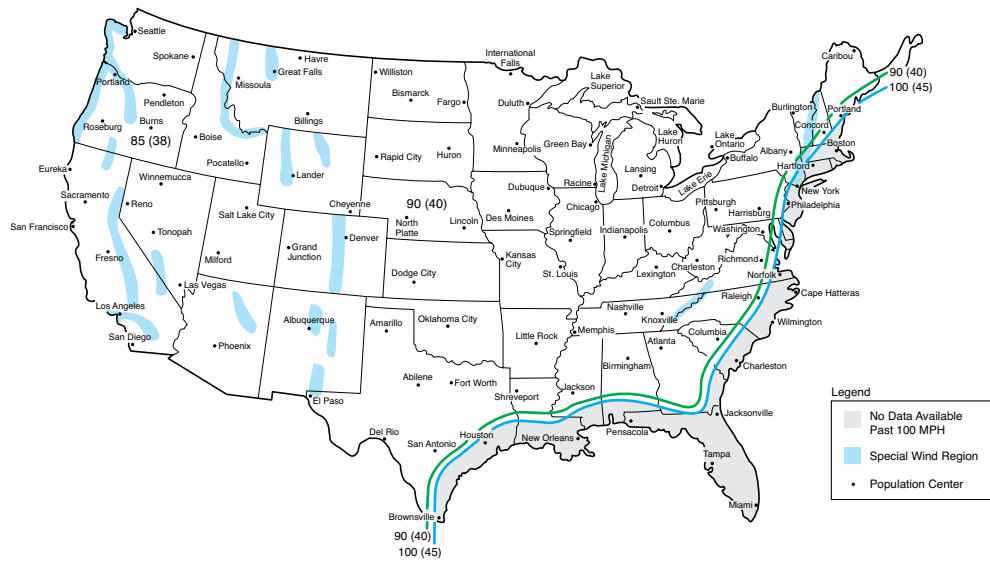 Seattle
Spokane
Portland
Pendleton
Roseburg
Burns
85 (38)
Boise
Pocatello
Missoula
Havre
Great Falls
Billings
Lander
Williston
Bismarck
Fargo
Rapid City
Huron
International
Falls
Duluth
Minneapolis
Green Bay
Lake
Superior
Sault Ste. Marie
Lake Michigan
Lake
Huron
Lansing
Detroit
Lake Erie
Lake
Ontario
Buffalo
Caribou
90 (40)
100 (45)
Burlington
Portland
Concord
Albany
Boston
Hartford
New York
Philadelphia
Pittsburgh
Harrisburg
Washington
Richmond
Norfolk
Raleigh
Cape Hatteras
Wilmington
Eureka
Sacramento
San Francisco
Winnemucca
Reno
Tonopah
Fresno
Las Vegas
Los Angeles
San Diego
Salt Lake City
Milford
Grand
Junction
Cheyenne
Denver
90 (40)
North
Platte
Lincoln
Dodge City
Des Moines
Dubuque
Racine
Chicago
Springfield
Indianapolis
Columbus
Kansas
City
St. Louis
Lexington
Charleston
Nashville
Knoxville
Phoenix
Albuquerque
El Paso
Amarillo
Oklahoma City
Little Rock
Memphis
Birmingham
Atlanta
Columbia
Charleston
Abilene
Fort Worth
Shreveport
Jackson
Del Rio
San Antonio
Houston
New Orleans
Pensacola
Jacksonville
Tampa
Miami
Brownsville
90 (40)
100 (45)
Legend
No Data Available
Past 100 MPH
Special Wind Region
Population Center